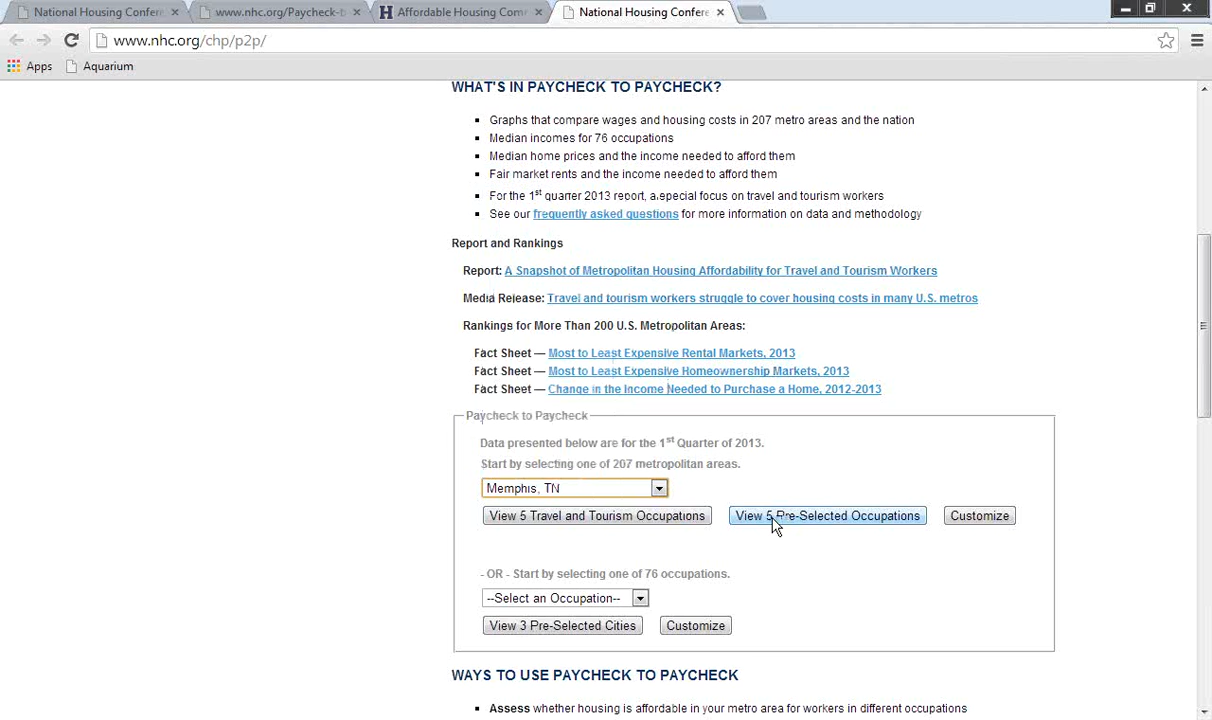 National Housing Confere
www.nhc.org/Paycheck-t
Affordable Housing Com
National Housing Confere
www.nhc.org/chp/p2p/
Apps
Aquarium
WHAT'S IN PAYCHECK TO PAYCHECK?
Graphs that compare wages and housing costs in 207 metro areas and the nation
Median incomes for 76 occupations
Median home prices and the income needed to afford them
Fair market rents and the income needed to afford them
For the 1st quarter 2013 report, a special focus on travel and tourism workers
See our frequently asked questions for more information on data and methodology
Report and Rankings
Report: A Snapshot of Metropolitan Housing Affordability for Travel and Tourism Workers
Media Release: Travel and tourism workers struggle to cover housing costs in many U.S. metros
Rankings for More Than 200 U.S. Metropolitan Areas:
Fact Sheet — Most to Least Expensive Rental Markets, 2013
Fact Sheet — Most to Least Expensive Homeownership Markets, 2013
Fact Sheet — Change in the Income Needed to Purchase a Home, 2012-2013
Paycheck to Paycheck
Data presented below are for the 1st Quarter of 2013.
Start by selecting one of 207 metropolitan areas.
Memphis, TN
View 5 Travel and Tourism Occupations
View 5 Pre-Selected Occupations
Customize
- OR - Start by selecting one of 76 occupations.
--Select an Occupation--
View 3 Pre-Selected Cities
Customize
WAYS TO USE PAYCHECK TO PAYCHECK
Assess whether housing is affordable in your metro area for workers in different occupations